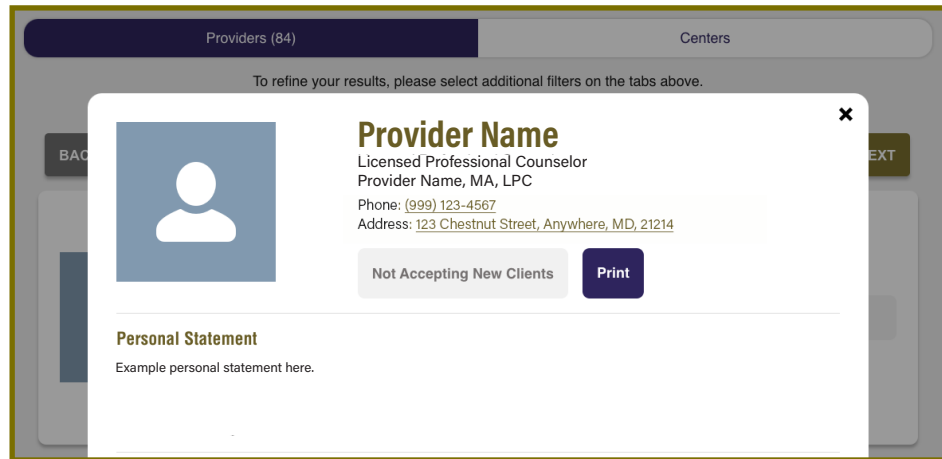 Providers (84)
Centers
To refine your results, please select additional filters on the tabs above.
BAC
EXT
Provider Name
Licensed Professional Counselor
Provider Name, MA, LPC
Phone: (999) 123-4567
Address: 123 Chestnut Street, Anywhere, MD, 21214
Not Accepting New Clients
Print
Personal Statement
Example personal statement here.